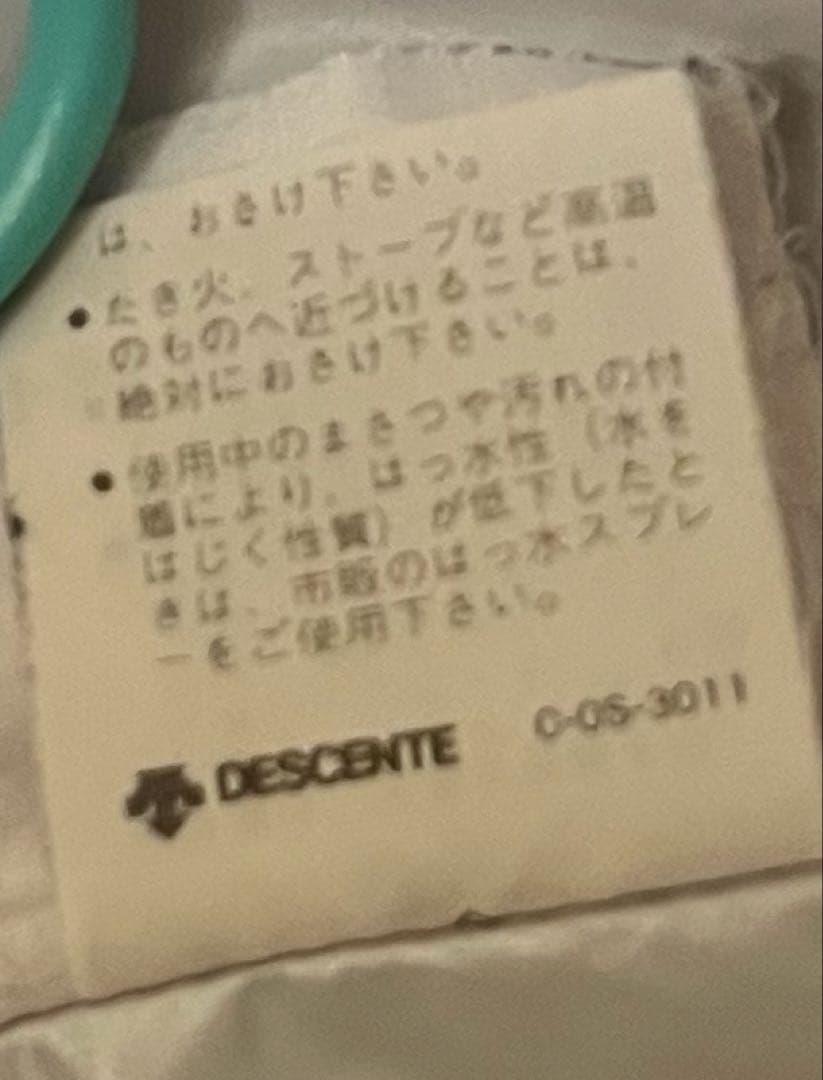 は、おさけ下さい。
●たき火、ストーブなど高温
のものへ近づけることは、
絶対におさけ下さい。
●使用中のまさつや汚れの付
着により、はっ水性（水を
はじく性質）が低下したと
きは、市販のはっ水スプレ
ーをご使用下さい。
DESCENTE 0-0S-3011